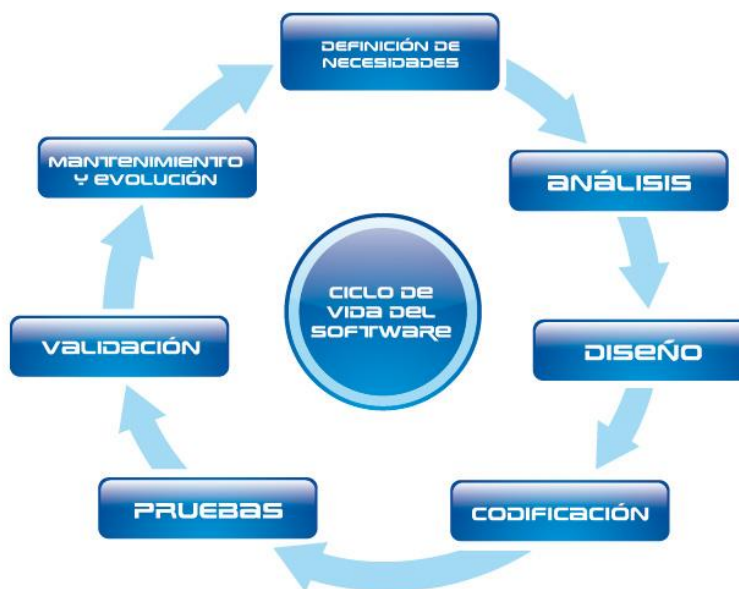 DEFINICIÓN DE
NECESIDADES
ANÁLISIS
DISEÑO
CODIFICACIÓN
PRUEBAS
VALIDACIÓN
MANTENIMIENTO
Y EVOLUCIÓN
CICLO DE
VIDA DEL
SOFTWARE